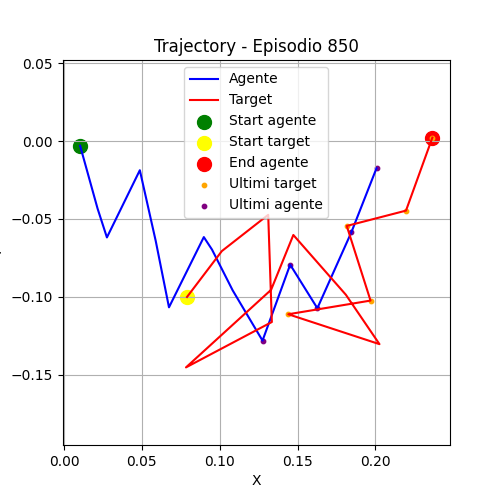 Trajectory - Episodio 850
Agente
Target
Start agente
Start target
End agente
Ultimi target
Ultimi agente
0.05
0.00
−0.05
−0.10
−0.15
0.00
0.05
0.10
0.15
0.20
X